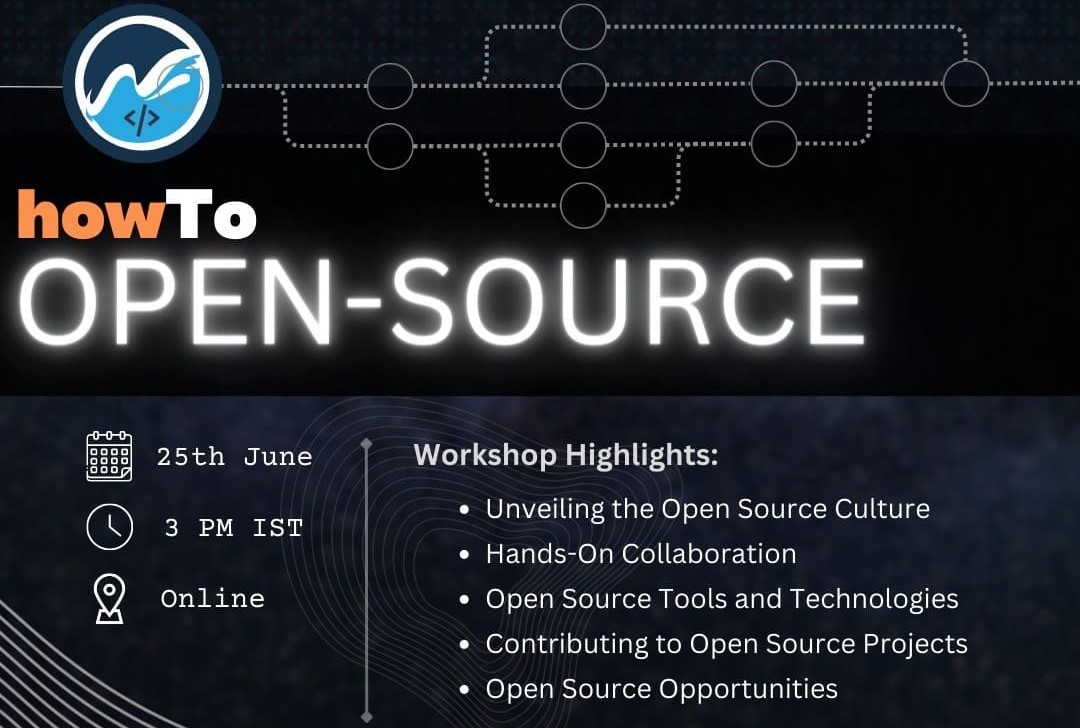 </>
howTo
OPEN-SOURCE
25th June
3 PM IST
Online
Workshop Highlights:
• Unveiling the Open Source Culture
• Hands-On Collaboration
• Open Source Tools and Technologies
• Contributing to Open Source Projects
• Open Source Opportunities